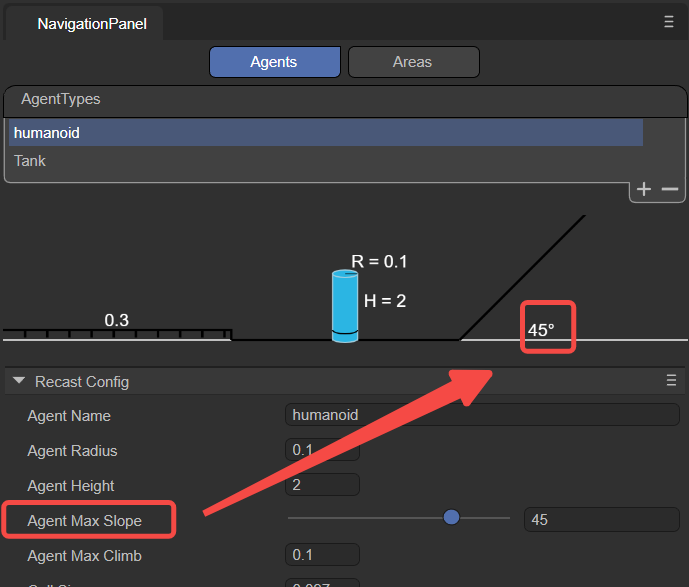 NavigationPanel
Agents Areas
AgentTypes
humanoid
Tank
R = 0.1
H = 2
0.3
45°
Recast Config
Agent Name humanoid
Agent Radius 0.1
Agent Height 2
Agent Max Slope 45
Agent Max Climb 0.1